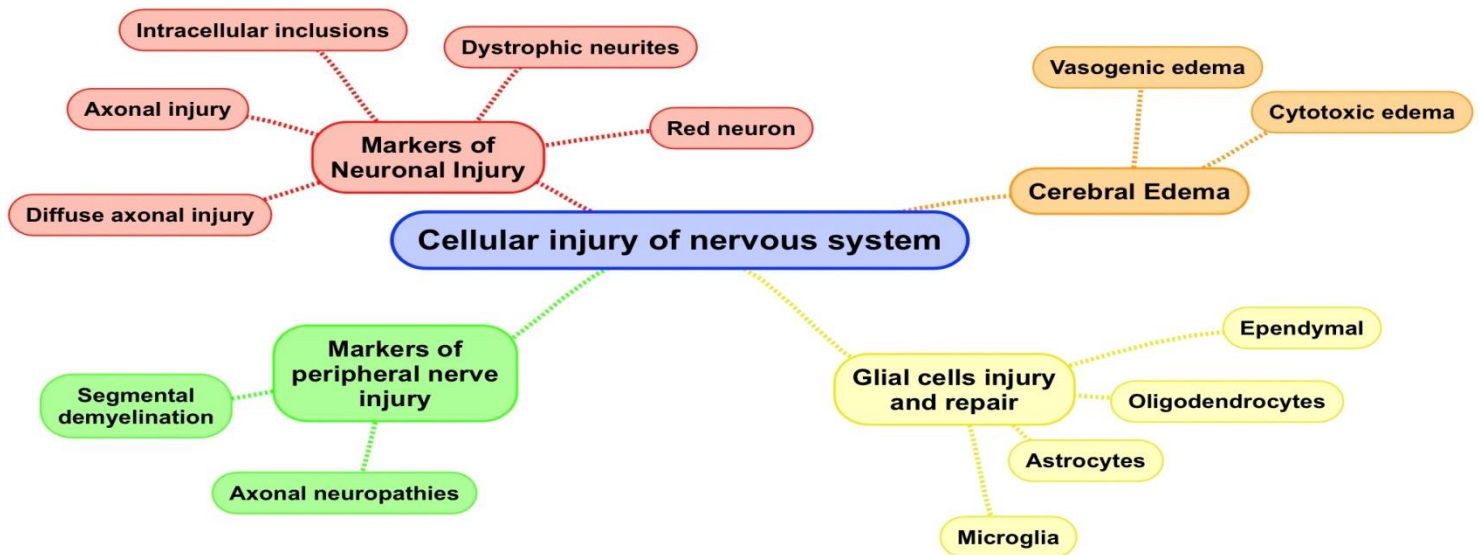 Intracellular inclusions
Dystrophic neurites
Axonal injury
Red neuron
Markers of
Neuronal Injury
Diffuse axonal injury
Vasogenic edema
Cytotoxic edema
Cerebral Edema
Cellular injury of nervous system
Markers of
peripheral nerve
injury
Segmental
demyelination
Axonal neuropathies
Ependymal
Glial cells injury
and repair
Oligodendrocytes
Astrocytes
Microglia